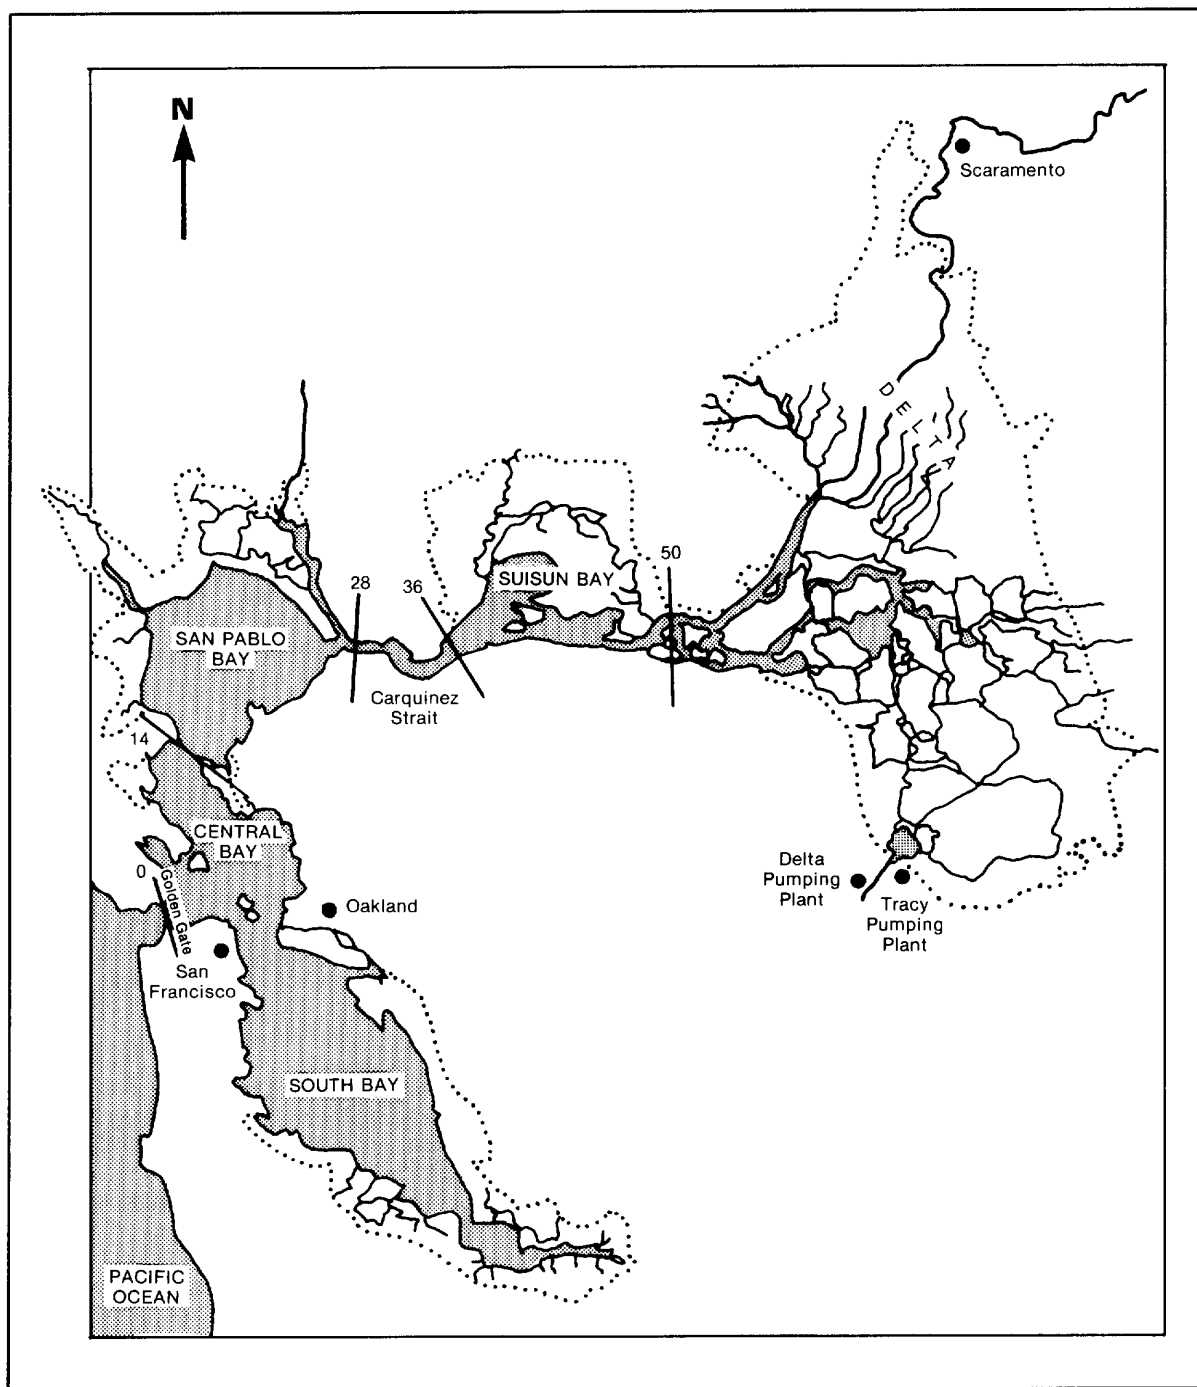 N
Scaramento
DELTA
50
28
36
SUISUN BAY
SAN PABLO
BAY
Carquinez
Strait
14
CENTRAL
BAY
0
Golden Gate
Oakland
San
Francisco
Delta
Pumping
Plant
Tracy
Pumping
Plant
SOUTH BAY
PACIFIC
OCEAN